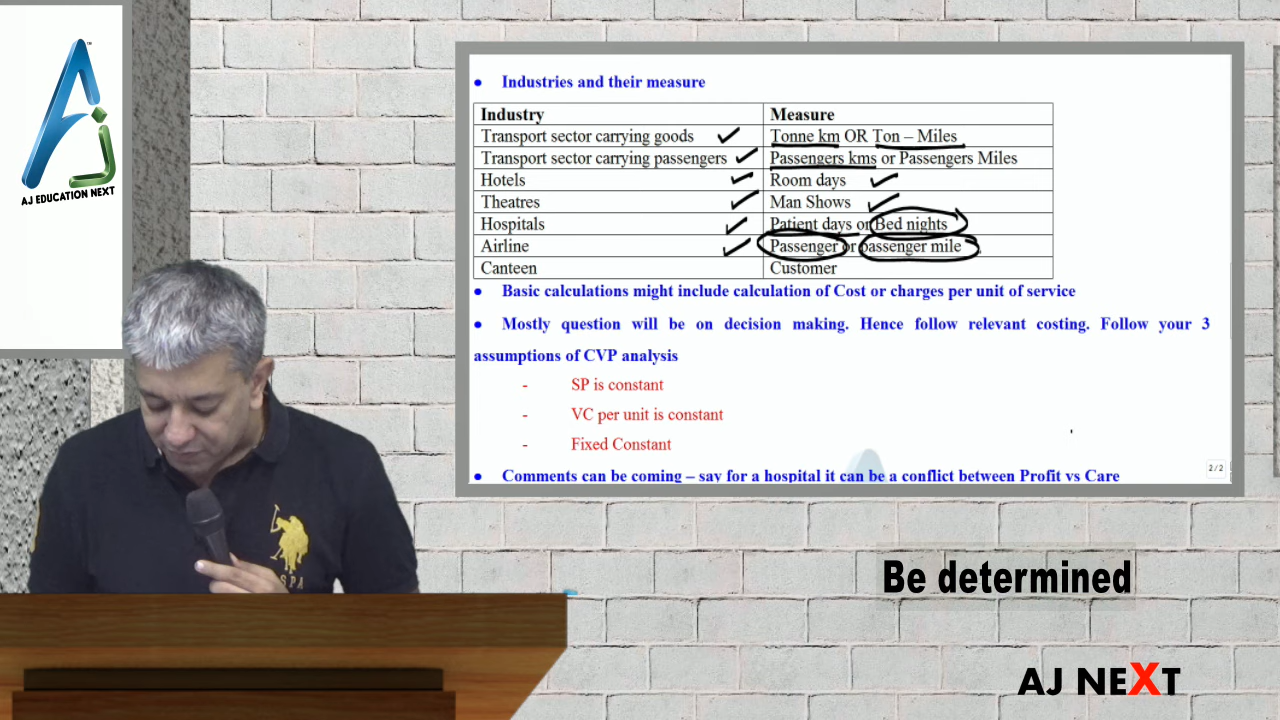 TM
AJ EDUCATION NEXT
• Industries and their measure
Industry Measure
Transport sector carrying goods Tonne km OR Ton – Miles
Transport sector carrying passengers Passengers kms or Passengers Miles
Hotels Room days
Theatres Man Shows
Hospitals Patient days or Bed nights
Airline Passenger or passenger mile
Canteen Customer
• Basic calculations might include calculation of Cost or charges per unit of service
• Mostly question will be on decision making. Hence follow relevant costing. Follow your 3
assumptions of CVP analysis
- SP is constant
- VC per unit is constant
- Fixed Constant
• Comments can be coming – say for a hospital it can be a conflict between Profit vs Care
2/2
SPA
Be determined
AJ NEXT